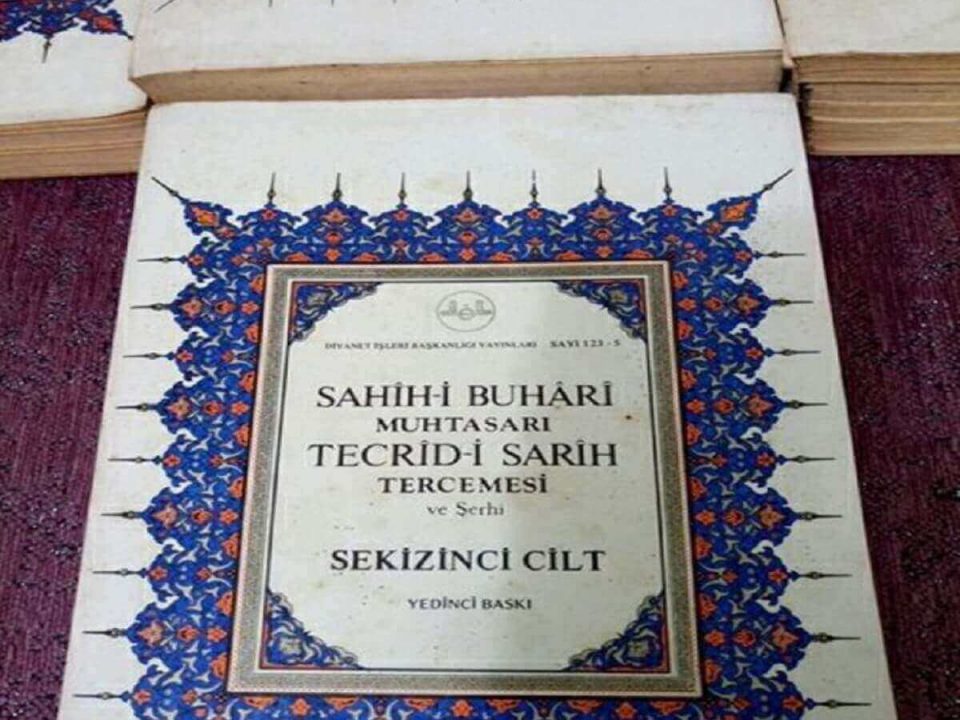 DİYANET İŞLERİ BAŞKANLIĞI YAYINLARI SAYI 123-5
SAHÎH-İ BUHÂRÎ
MUHTASARI
TECRÎD-İ SARÎH
TERCEMESİ
ve Şerhi
SEKİZİNCİ CİLT
YEDİNCİ BASKI